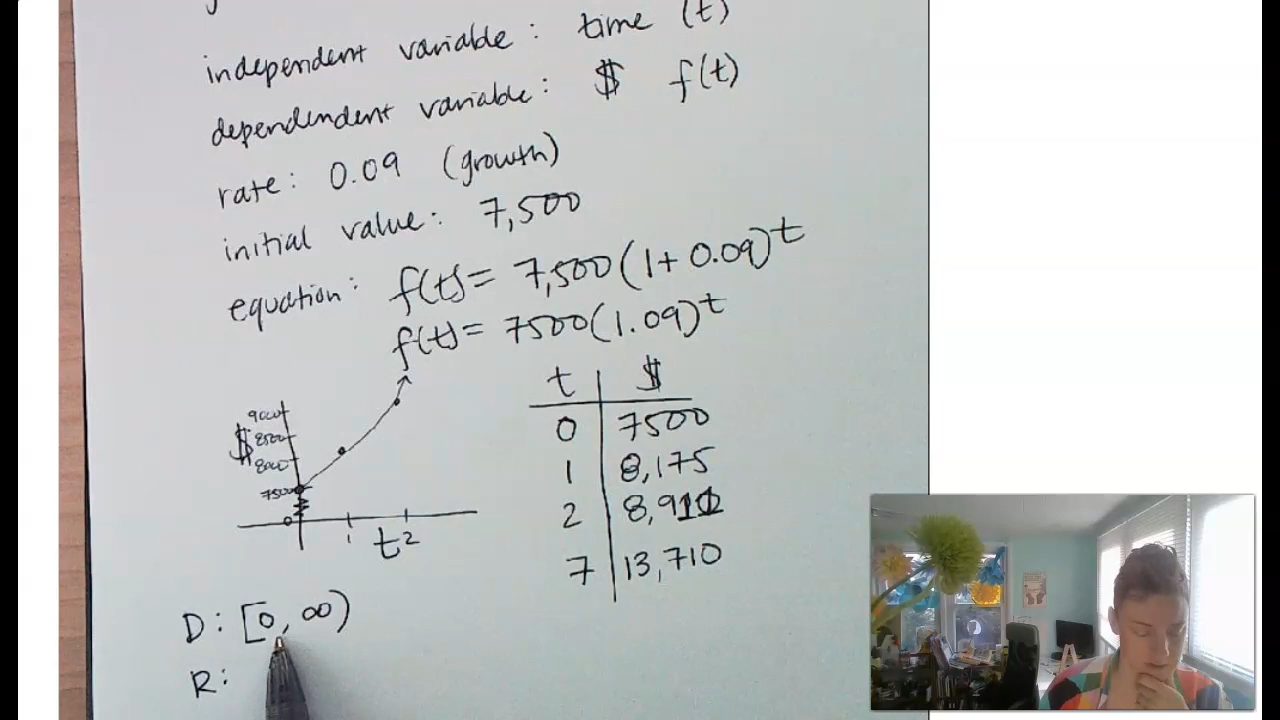 independent variable: time (t)
dependendent variable: $ f(t)
rate: 0.09 (growth)
initial value: 7,500
equation: f(t) = 7,500(1+0.09)^t
f(t) = 7500(1.09)^t
t | $
0 | 7500
1 | 8,175
2 | 8,911
7 | 13,710
$
9000
8500
8000
7500
0
1 2
t
D: [0, ∞)
R: